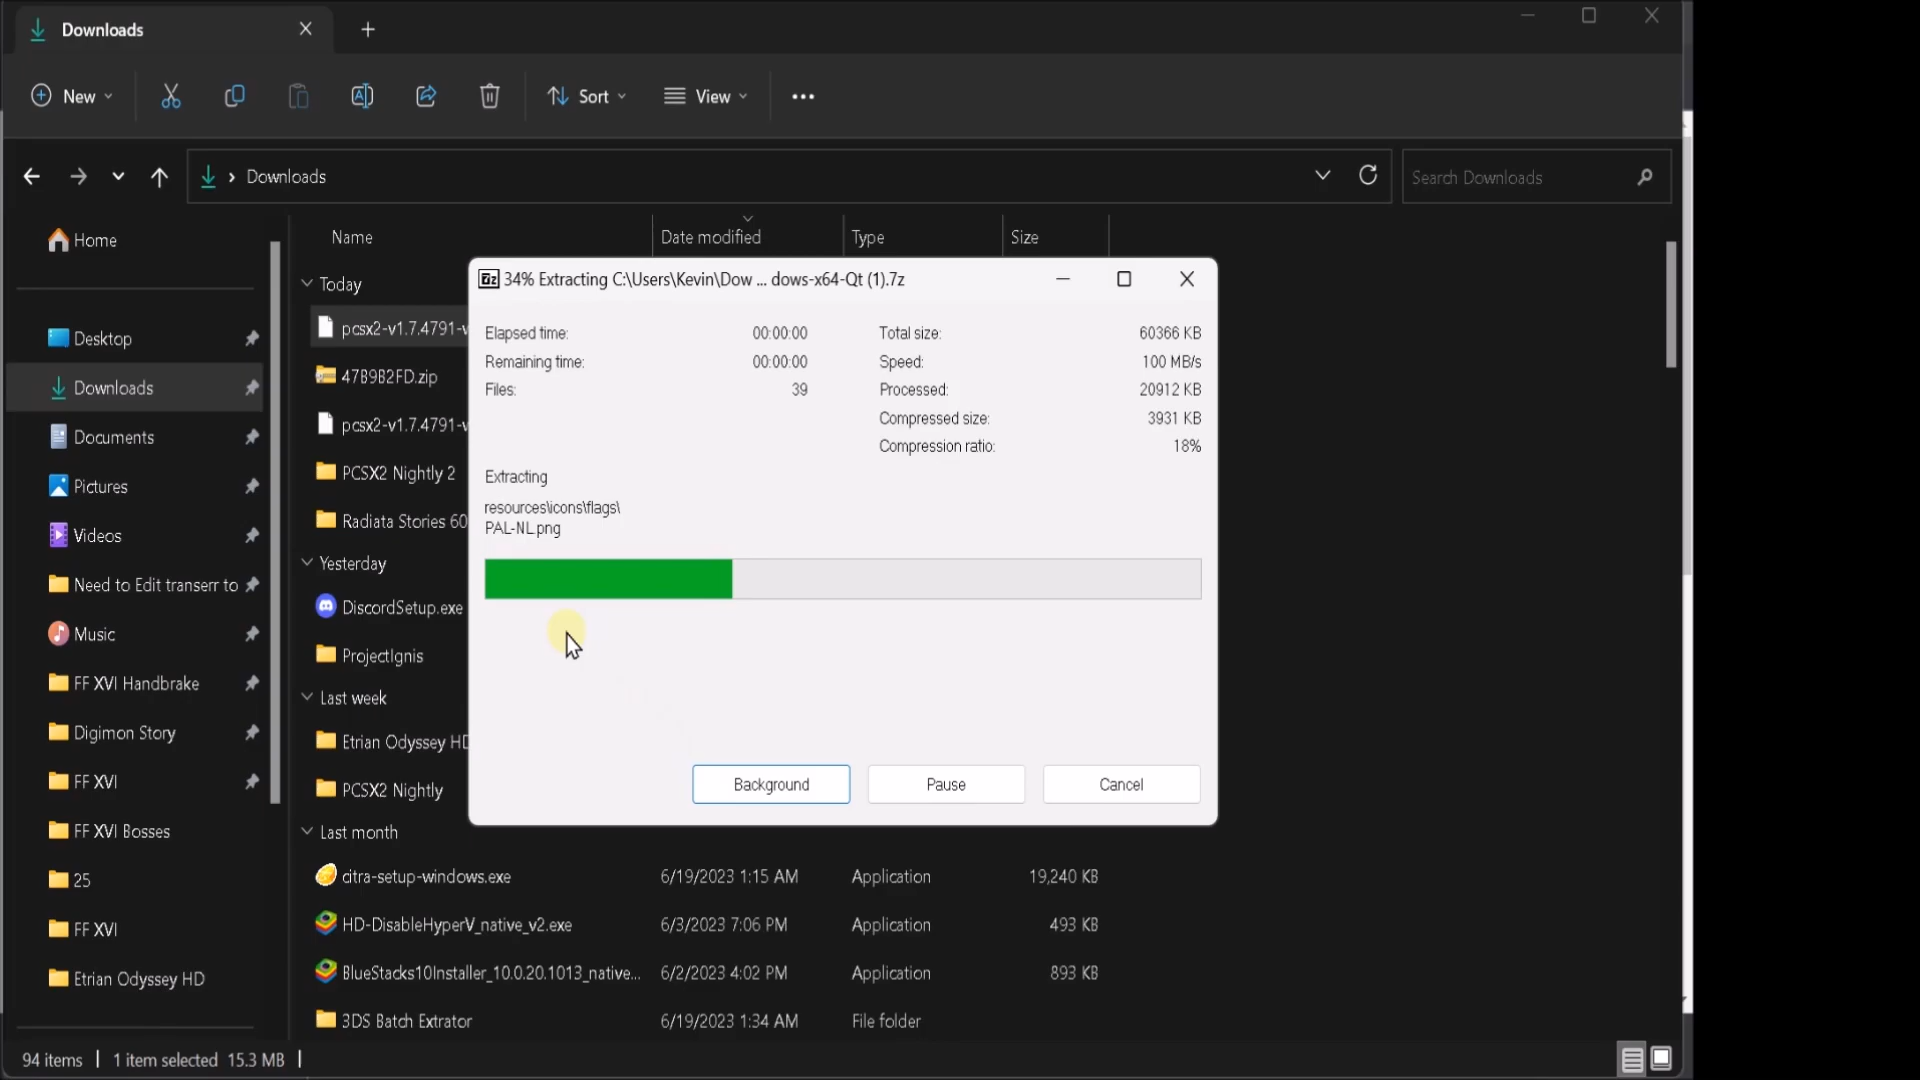 Downloads
New
Sort
View
Downloads
Search Downloads
Home
Desktop
Downloads
Documents
Pictures
Videos
Need to Edit transerr to
Music
FF XVI Handbrake
Digimon Story
FF XVI
FF XVI Bosses
25
FF XVI
Etrian Odyssey HD
Name
Date modified
Type
Size
Today
pcsx2-v1.7.4791-
47B9B2FD.zip
pcsx2-v1.7.4791-
PCSX2 Nightly 2
Radiata Stories 60
Yesterday
DiscordSetup.exe
ProjectIgnis
Last week
Etrian Odyssey HD
PCSX2 Nightly
Last month
citra-setup-windows.exe 6/19/2023 1:15 AM Application 19,240 KB
HD-DisableHyperV_native_v2.exe 6/3/2023 7:06 PM Application 493 KB
BlueStacks10Installer_10.0.20.1013_native... 6/2/2023 4:02 PM Application 893 KB
3DS Batch Extrator 6/19/2023 1:34 AM File folder
7z 34% Extracting C:\Users\Kevin\Dow ... dows-x64-Qt (1).7z
Elapsed time: 00:00:00
Remaining time: 00:00:00
Files: 39
Total size: 60366 KB
Speed: 100 MB/s
Processed: 20912 KB
Compressed size: 3931 KB
Compression ratio: 18%
Extracting
resources\icons\flags\
PAL-NL.png
Background
Pause
Cancel
94 items
1 item selected 15.3 MB